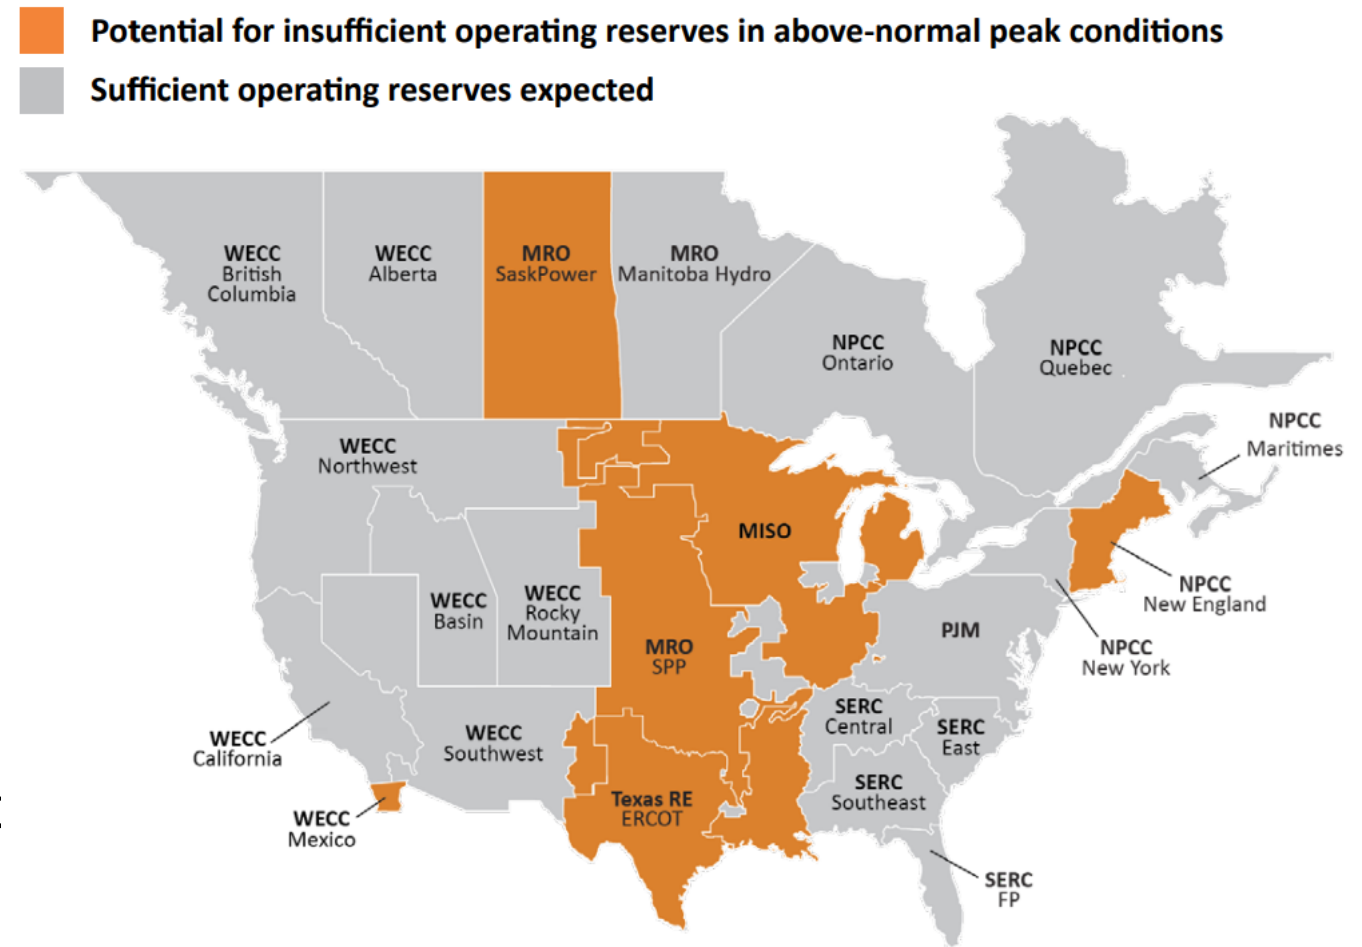 Potential for insufficient operating reserves in above-normal peak conditions
Sufficient operating reserves expected
WECC
British
Columbia
WECC
Alberta
MRO
SaskPower
MRO
Manitoba Hydro
NPCC
Ontario
NPCC
Quebec
NPCC
Maritimes
WECC
Northwest
MISO
WECC
Basin
WECC
Rocky
Mountain
MRO
SPP
PJM
NPCC
New England
NPCC
New York
WECC
California
WECC
Southwest
SERC
Central
SERC
East
SERC
Southeast
WECC
Mexico
Texas RE
ERCOT
SERC
FP